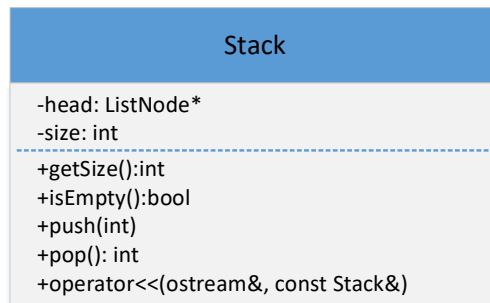 Stack
-head: ListNode*
-size: int
+getSize():int
+isEmpty():bool
+push(int)
+pop(): int
+operator<<(ostream&, const Stack&)